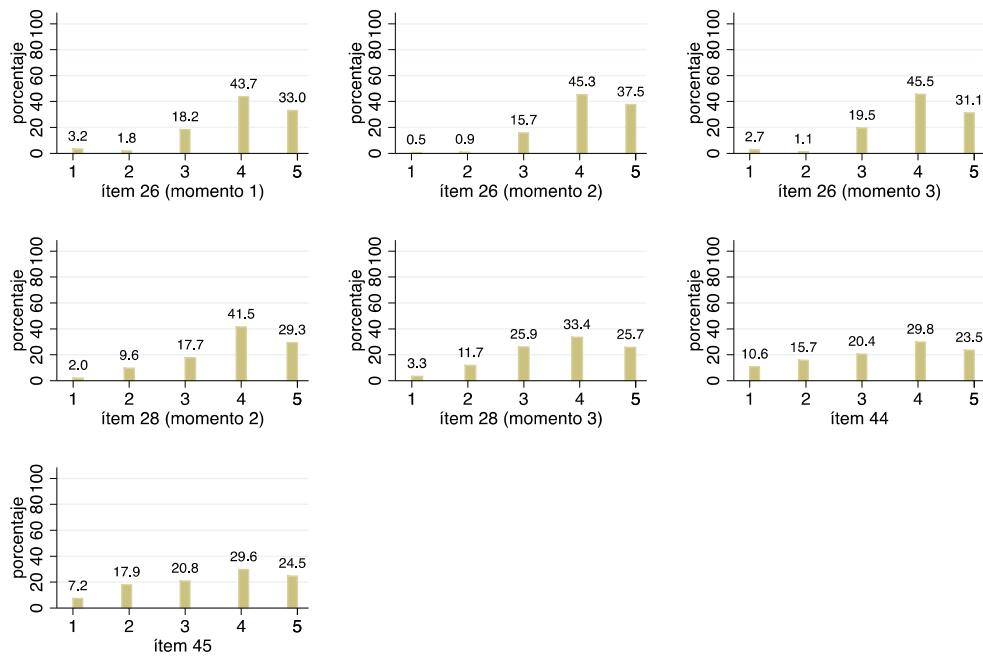 porcentaje
0 20 40 60 80 100
3.2 1.8 18.2 43.7 33.0
1 2 3 4 5
ítem 26 (momento 1)
porcentaje
0 20 40 60 80 100
0.5 0.9 15.7 45.3 37.5
1 2 3 4 5
ítem 26 (momento 2)
porcentaje
0 20 40 60 80 100
2.7 1.1 19.5 45.5 31.1
1 2 3 4 5
ítem 26 (momento 3)
porcentaje
0 20 40 60 80 100
2.0 9.6 17.7 41.5 29.3
1 2 3 4 5
ítem 28 (momento 2)
porcentaje
0 20 40 60 80 100
3.3 11.7 25.9 33.4 25.7
1 2 3 4 5
ítem 28 (momento 3)
porcentaje
0 20 40 60 80 100
10.6 15.7 20.4 29.8 23.5
1 2 3 4 5
ítem 44
porcentaje
0 20 40 60 80 100
7.2 17.9 20.8 29.6 24.5
1 2 3 4 5
ítem 45